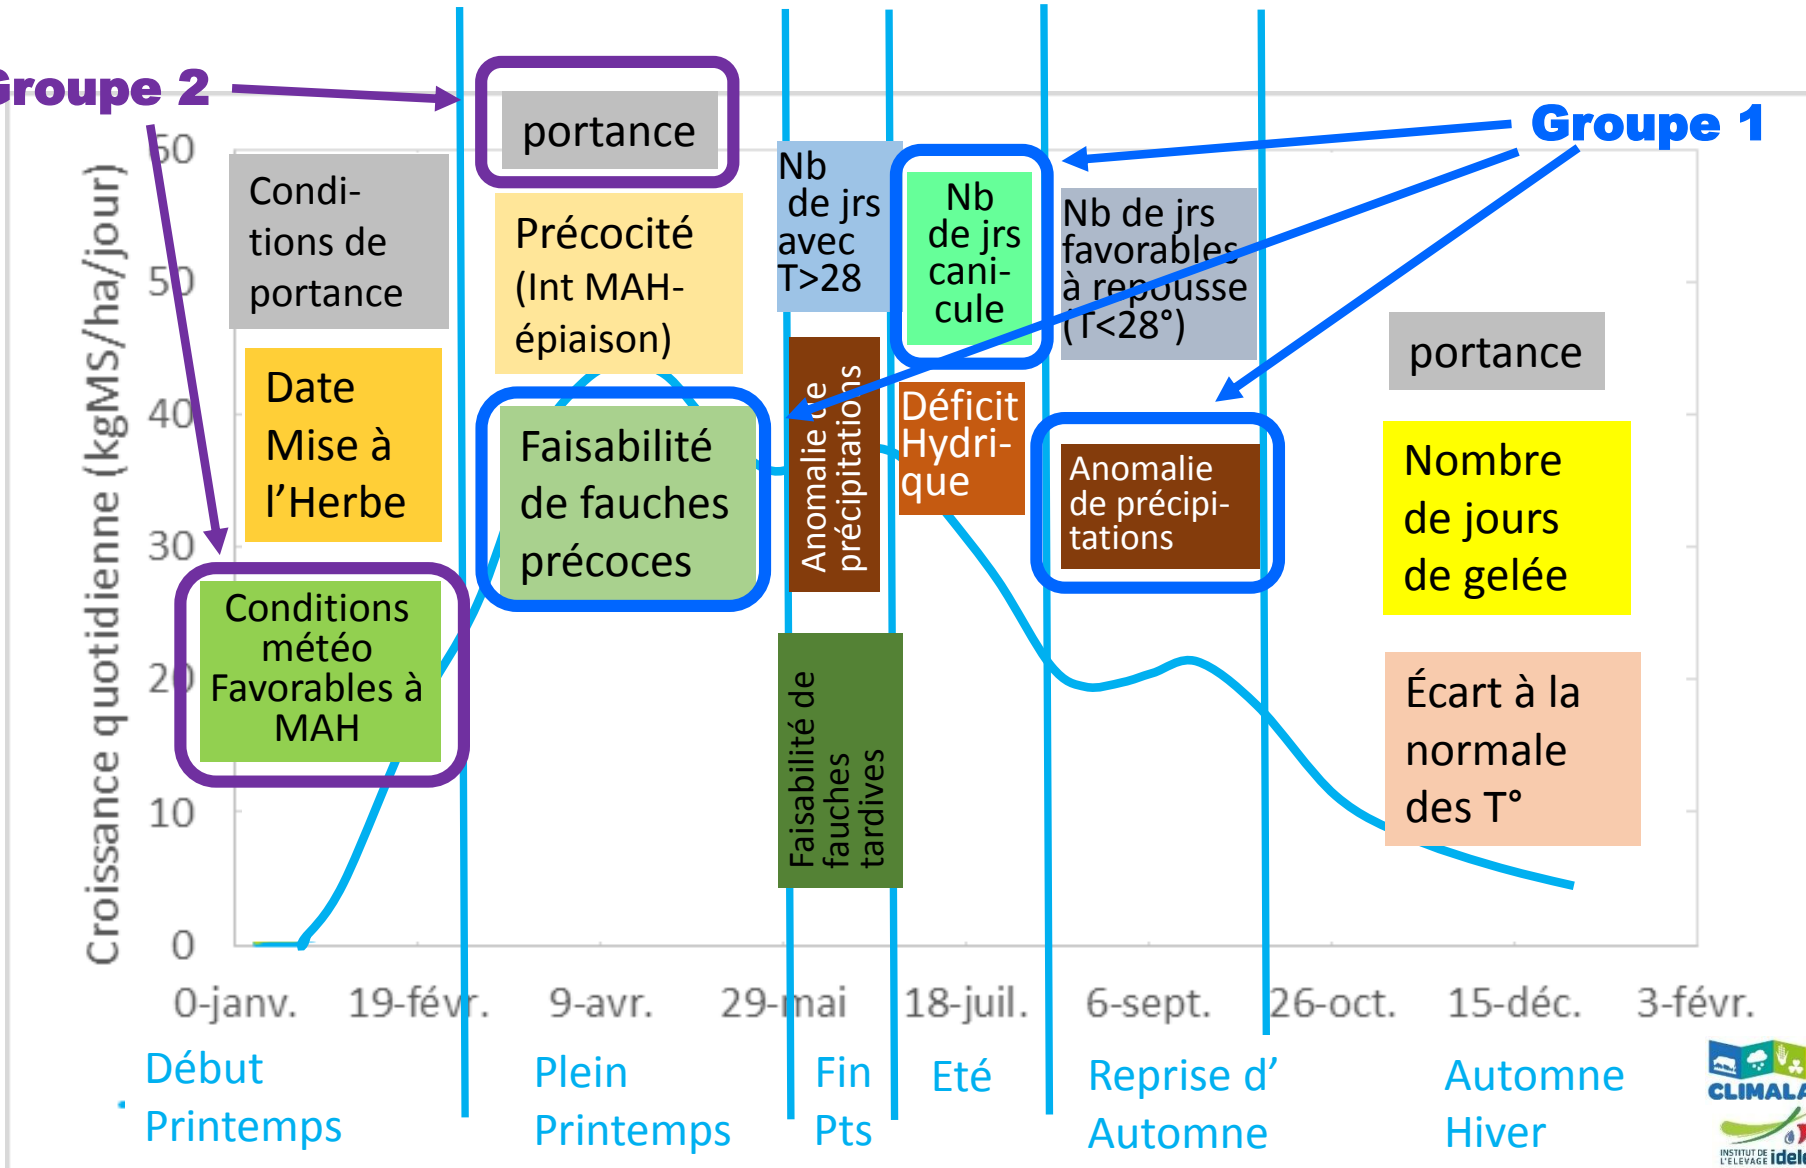 Groupe 2
Groupe 1
Croissance quotidienne (kgMS/ha/jour)
60
50
40
30
20
10
0
Condi-
tions de
portance
Date
Mise à
l'Herbe
Conditions
météo
Favorables à
MAH
portance
Précocité
(Int MAH-
épiaison)
Faisabilité
de fauches
précoces
Nb
de jrs
avec
T>28
Anomalie de
précipitations
Faisabilité de
fauches
tardives
Nb
de jrs
cani-
cule
Déficit
Hydri-
que
Nb de jrs
favorables
à repousse
(T<28°)
Anomalie
de précipi-
tations
portance
Nombre
de jours
de gelée
Écart à la
normale
des T°
0-janv.
19-févr.
9-avr.
29-mai
18-juil.
6-sept.
26-oct.
15-déc.
3-févr.
Début
Printemps
Plein
Printemps
Fin
Pts
Eté
Reprise d'
Automne
Automne
Hiver
CLIMALA
INSTITUT DE
L'ELEVAGE idele